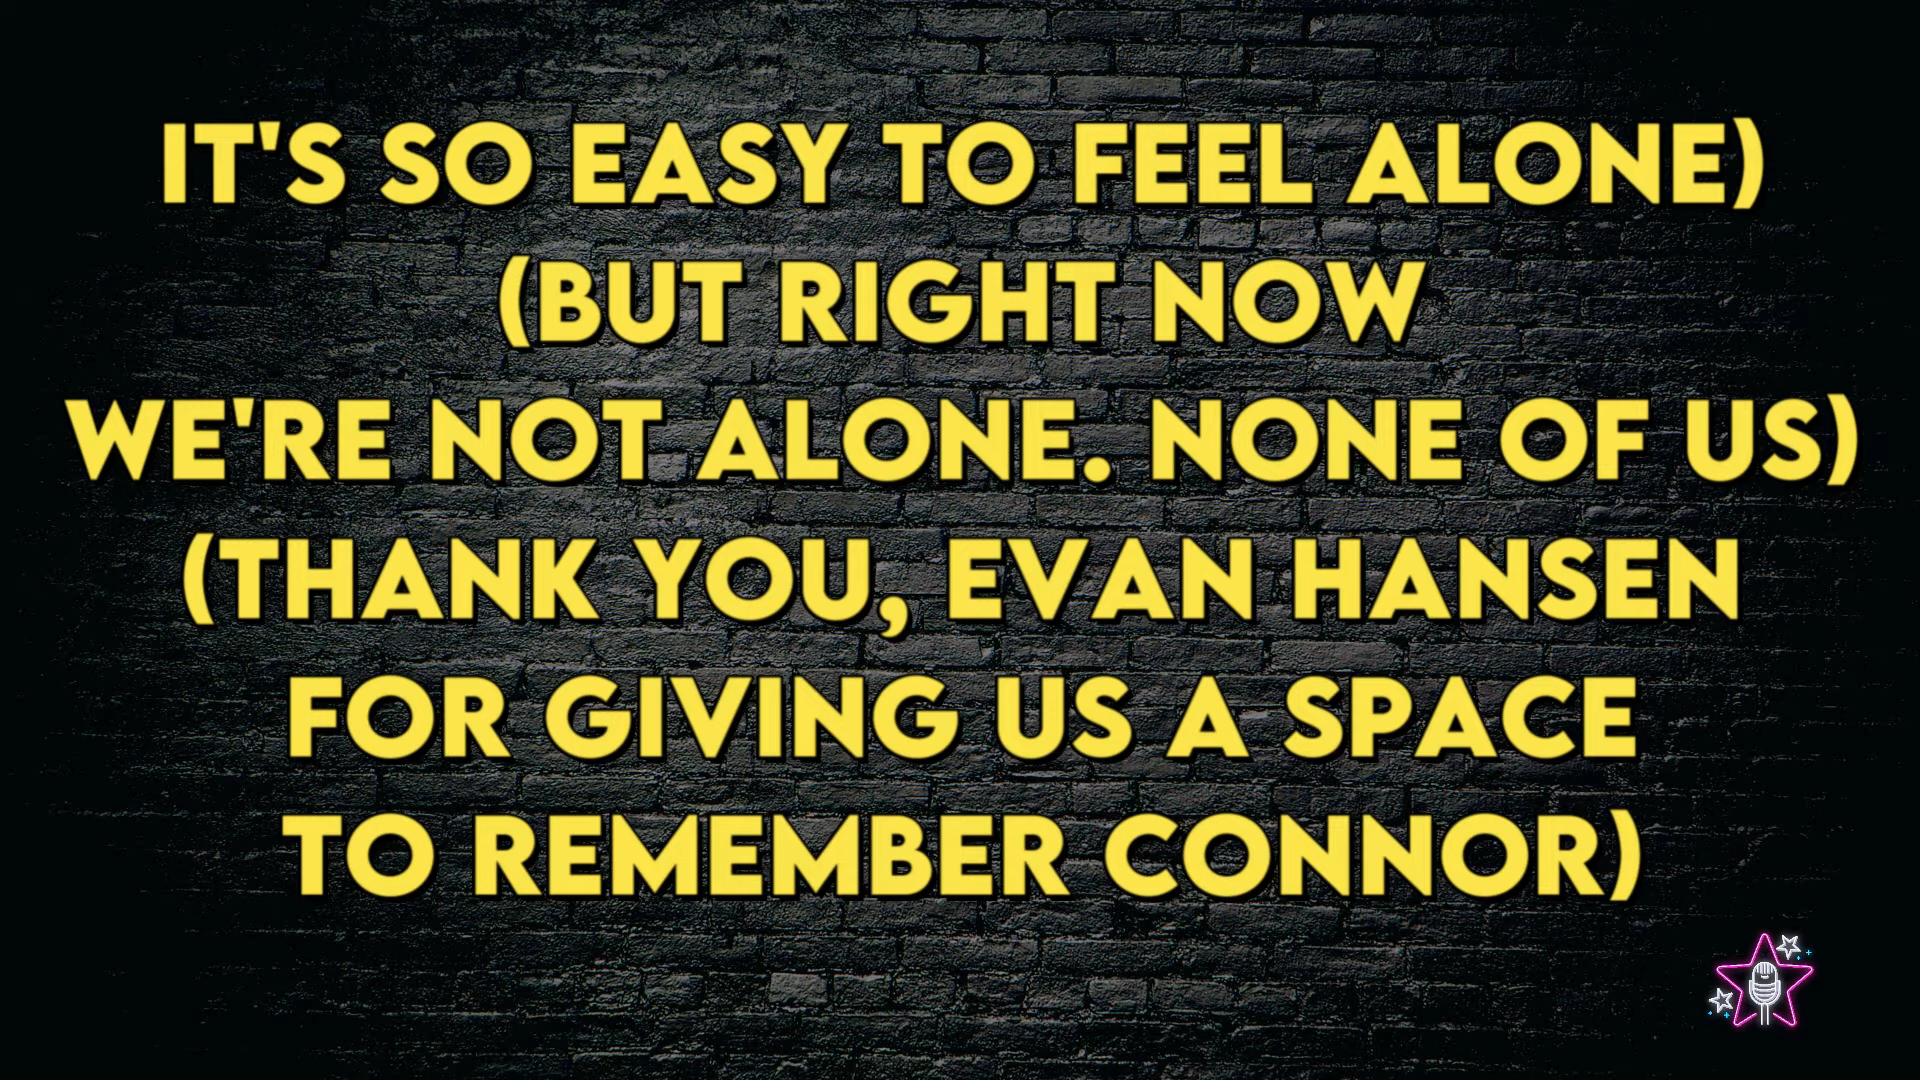 IT'S SO EASY TO FEEL ALONE)
(BUT RIGHT NOW
WE'RE NOT ALONE. NONE OF US)
(THANK YOU, EVAN HANSEN
FOR GIVING US A SPACE
TO REMEMBER CONNOR)